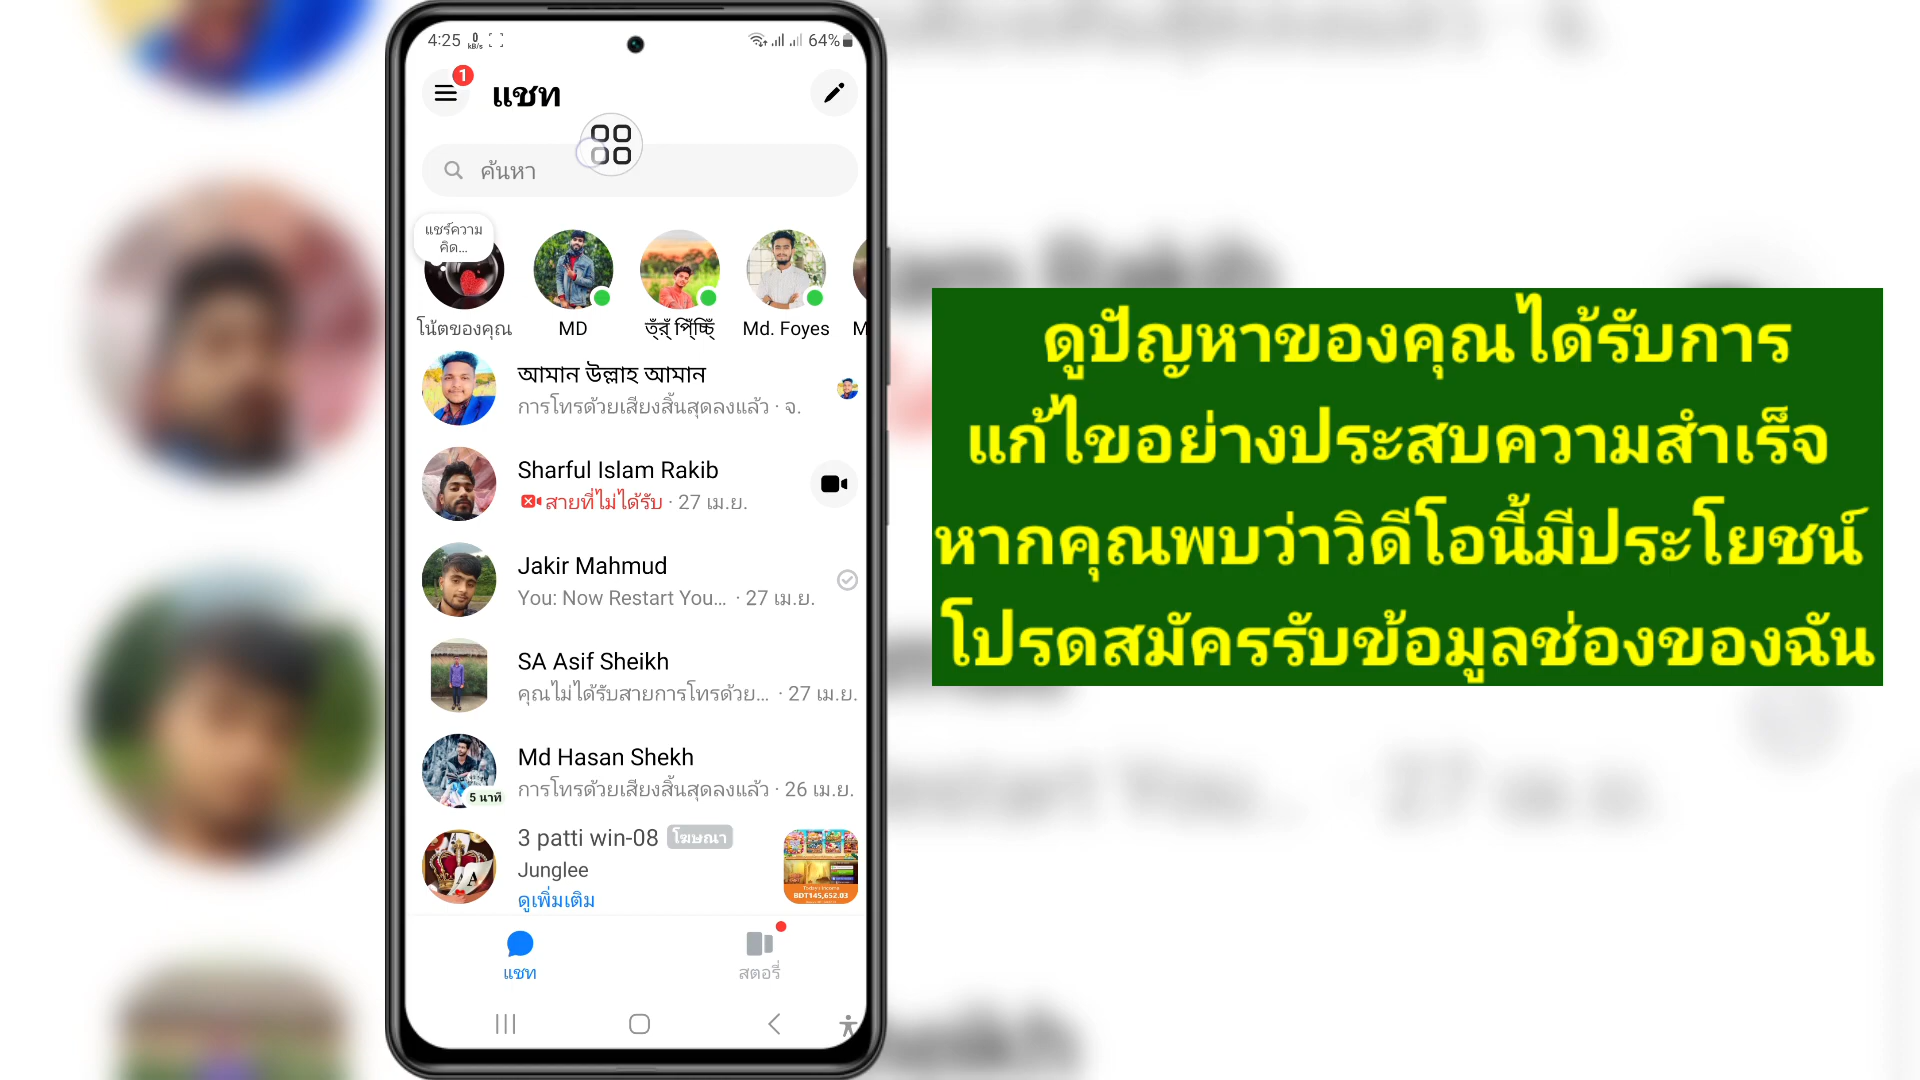 4:25
0
kB/s
64%
1
แชท
ค้นหา
แชร์ความ
คิด...
โน้ตของคุณ
MD
Md. Foyes
M
আমান উল্লাহ আমান
การโทรด้วยเสียงสิ้นสุดลงแล้ว · จ.
Sharful Islam Rakib
สายที่ไม่ได้รับ · 27 เม.ย.
Jakir Mahmud
You: Now Restart You... · 27 เม.ย.
SA Asif Sheikh
คุณไม่ได้รับสายการโทรด้วย... · 27 เม.ย.
Md Hasan Shekh
5 นาที
การโทรด้วยเสียงสิ้นสุดลงแล้ว · 26 เม.ย.
3 patti win-08 โฆษณา
Junglee
ดูเพิ่มเติม
BDT145,652.03
แชท
สตอรี่
ดูปัญหาของคุณได้รับการ
แก้ไขอย่างประสบความสำเร็จ
หากคุณพบว่าวิดีโอนี้มีประโยชน์
โปรดสมัครรับข้อมูลช่องของฉัน